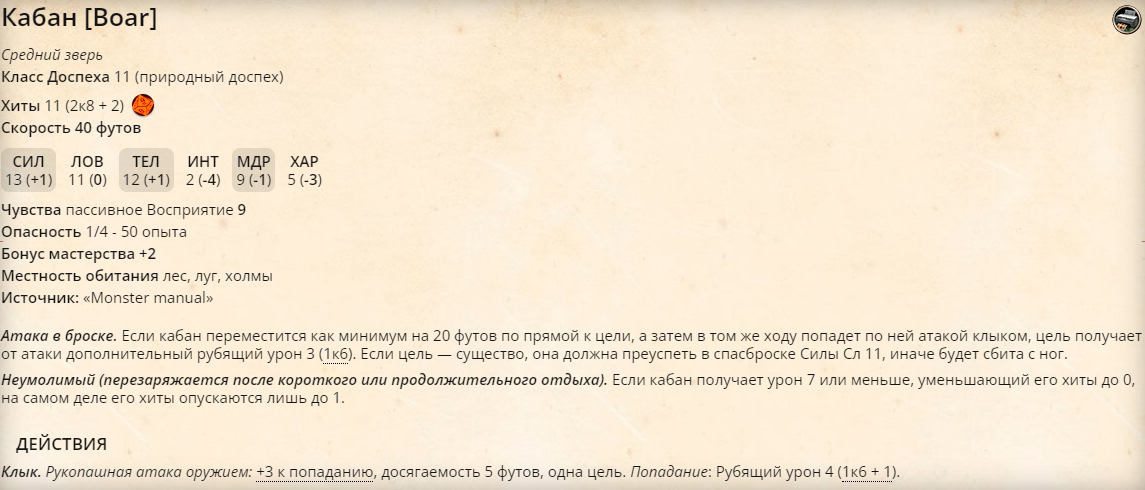 Кабан [Boar]
Средний зверь
Класс Доспеха 11 (природный доспех)
Хиты 11 (2к8 + 2)
Скорость 40 футов
СИЛ ЛОВ ТЕЛ ИНТ МДР ХАР
13 (+1) 11 (0) 12 (+1) 2 (-4) 9 (-1) 5 (-3)
Чувства пассивное Восприятие 9
Опасность 1/4 - 50 опыта
Бонус мастерства +2
Местность обитания лес, луг, холмы
Источник: «Monster manual»
Атака в броске. Если кабан переместится как минимум на 20 футов по прямой к цели, а затем в том же ходу попадет по ней атакой клыком, цель получает
от атаки дополнительный рубящий урон 3 (1к6). Если цель — существо, она должна преуспеть в спасброске Силы Сл 11, иначе будет сбита с ног.
Неумолимый (перезаряжается после короткого или продолжительного отдыха). Если кабан получает урон 7 или меньше, уменьшающий его хиты до 0,
на самом деле его хиты опускаются лишь до 1.
ДЕЙСТВИЯ
Клык. Рукопашная атака оружием: +3 к попаданию, досягаемость 5 футов, одна цель. Попадание: Рубящий урон 4 (1к6 + 1).